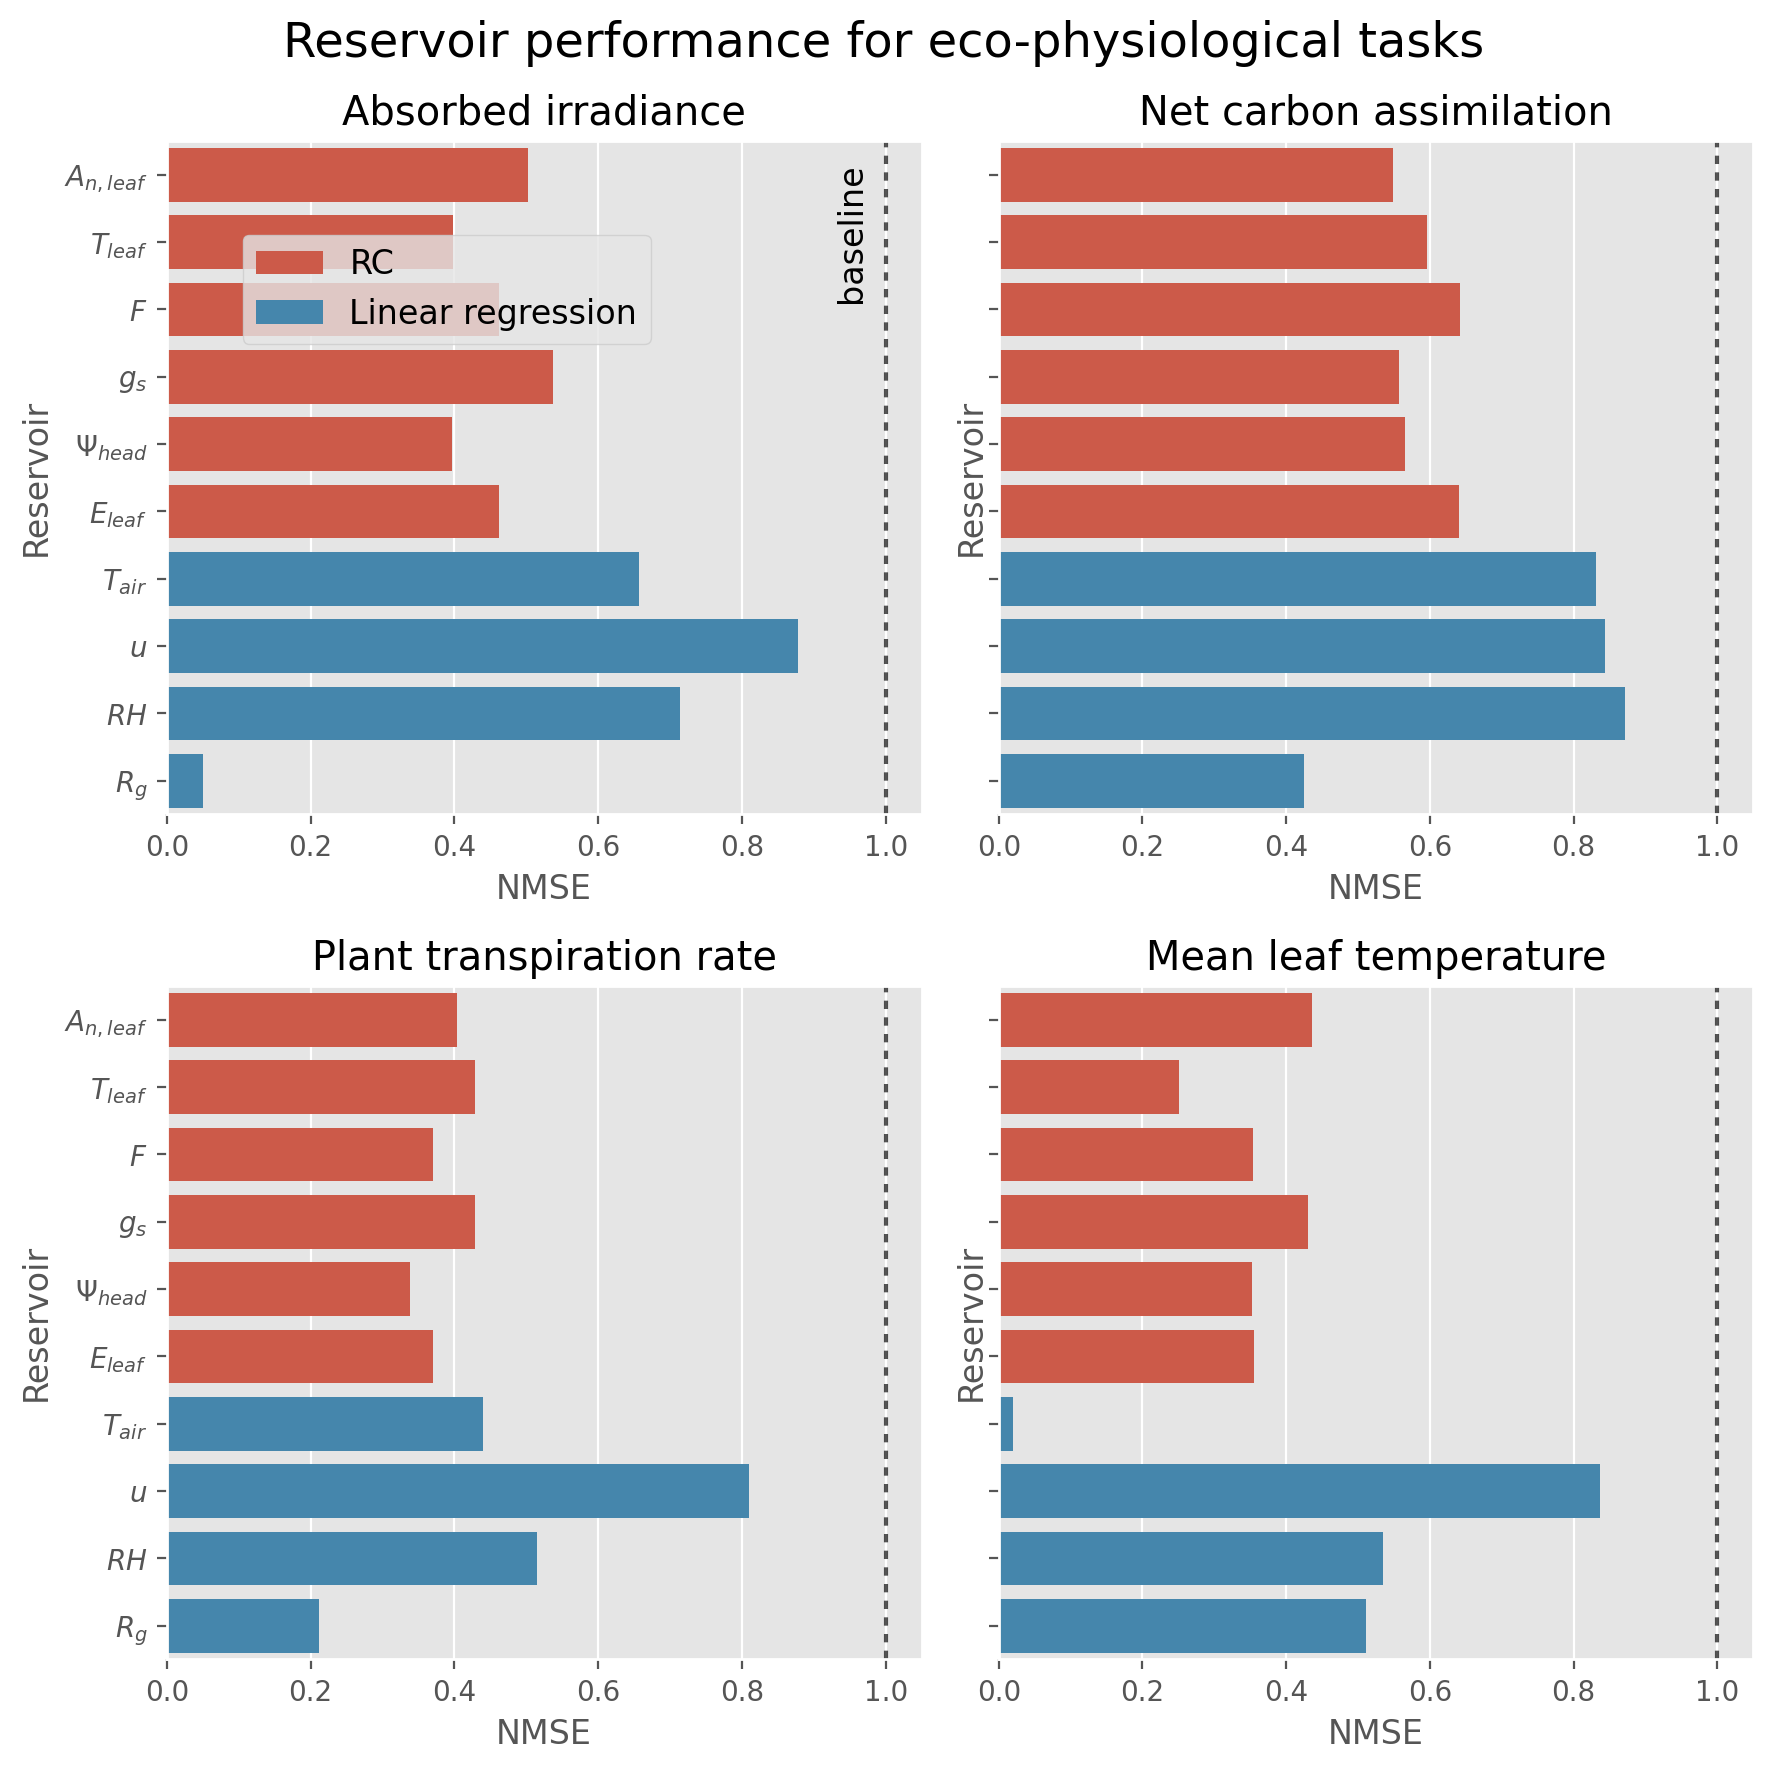 Reservoir performance for eco-physiological tasks
Absorbed irradiance
Net carbon assimilation
Reservoir
A_{n, leaf}
T_{leaf}
F
g_s
Ψ_{head}
E_{leaf}
T_{air}
u
RH
R_g
RC
Linear regression
baseline
0.0 0.2 0.4 0.6 0.8 1.0
NMSE
Reservoir
0.0 0.2 0.4 0.6 0.8 1.0
NMSE
Plant transpiration rate
Mean leaf temperature
Reservoir
A_{n, leaf}
T_{leaf}
F
g_s
Ψ_{head}
E_{leaf}
T_{air}
u
RH
R_g
0.0 0.2 0.4 0.6 0.8 1.0
NMSE
Reservoir
0.0 0.2 0.4 0.6 0.8 1.0
NMSE